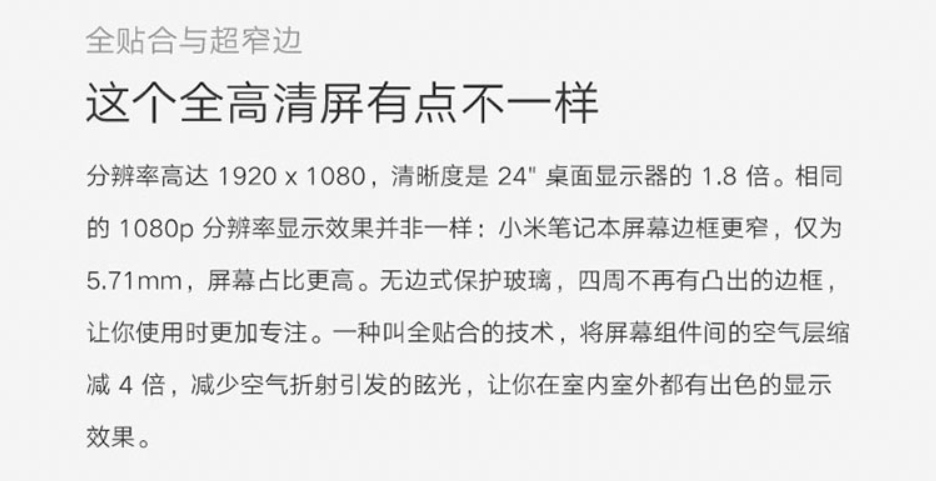 全贴合与超窄边
这个全高清屏有点不一样
分辨率高达 1920 x 1080，清晰度是 24" 桌面显示器的 1.8 倍。相同
的 1080p 分辨率显示效果并非一样：小米笔记本屏幕边框更窄，仅为
5.71mm，屏幕占比更高。无边式保护玻璃，四周不再有凸出的边框，
让你使用时更加专注。一种叫全贴合的技术，将屏幕组件间的空气层缩
减 4 倍，减少空气折射引发的眩光，让你在室内室外都有出色的显示
效果。